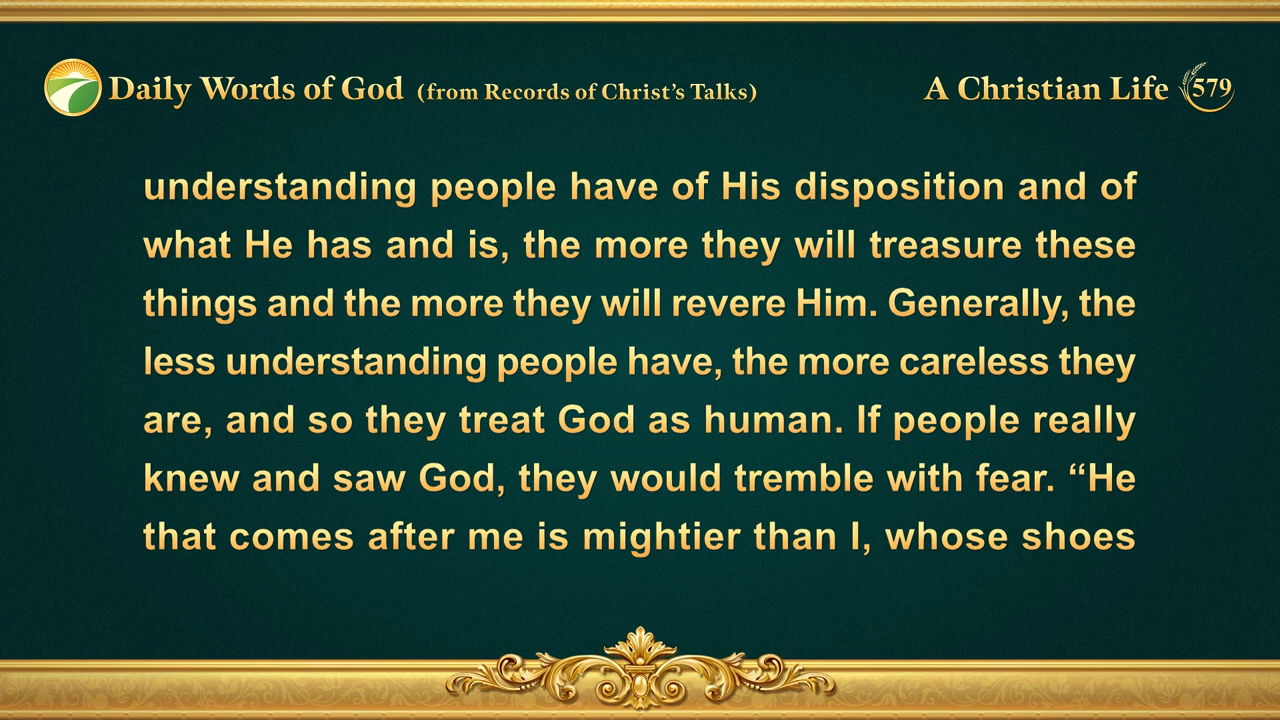 Daily Words of God (from Records of Christ's Talks)
A Christian Life 579
understanding people have of His disposition and of
what He has and is, the more they will treasure these
things and the more they will revere Him. Generally, the
less understanding people have, the more careless they
are, and so they treat God as human. If people really
knew and saw God, they would tremble with fear. “He
that comes after me is mightier than I, whose shoes